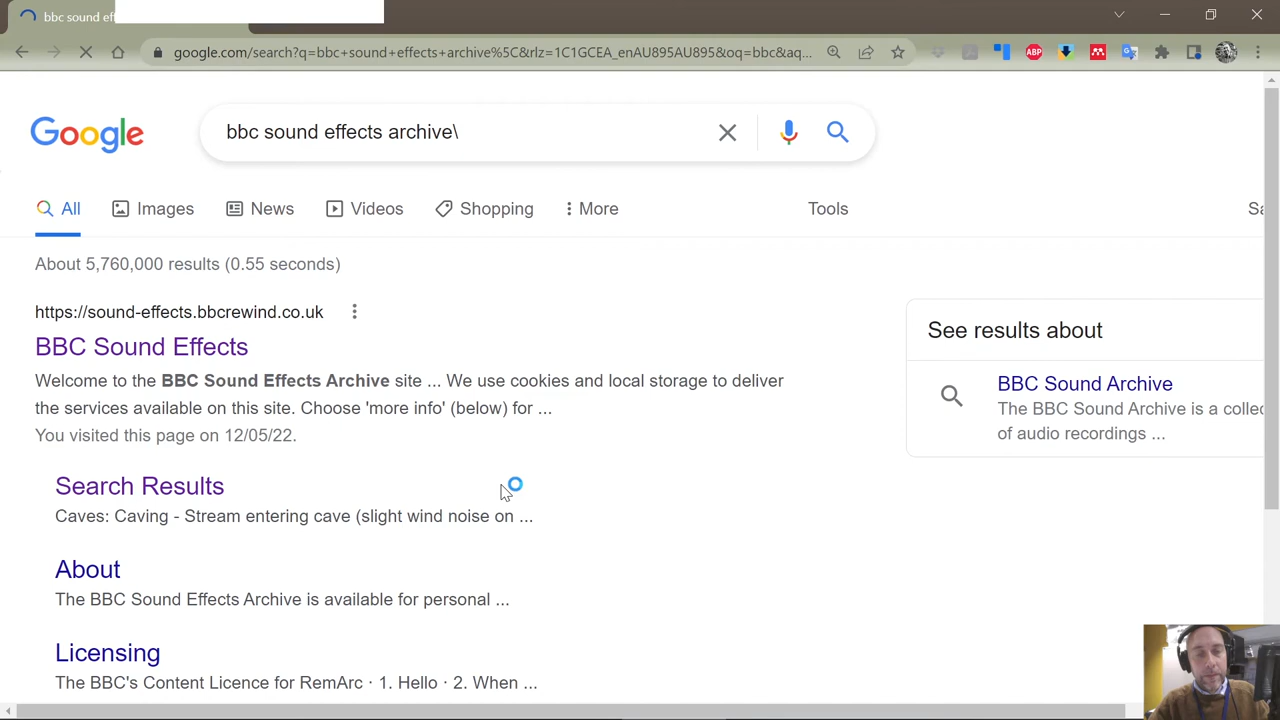 bbc sound ef
google.com/search?q=bbc+sound+effects+archive%5C&rlz=1C1GCEA_enAU895AU895&oq=bbc&aq...
ABP
Google
bbc sound effects archive\
All
Images
News
Videos
Shopping
More
Tools
Sa
About 5,760,000 results (0.55 seconds)
https://sound-effects.bbcrewind.co.uk
BBC Sound Effects
Welcome to the BBC Sound Effects Archive site ... We use cookies and local storage to deliver
the services available on this site. Choose 'more info' (below) for ...
You visited this page on 12/05/22.
Search Results
Caves: Caving - Stream entering cave (slight wind noise on ...
About
The BBC Sound Effects Archive is available for personal ...
Licensing
The BBC's Content Licence for RemArc · 1. Hello · 2. When ...
See results about
BBC Sound Archive
The BBC Sound Archive is a collec
of audio recordings ...